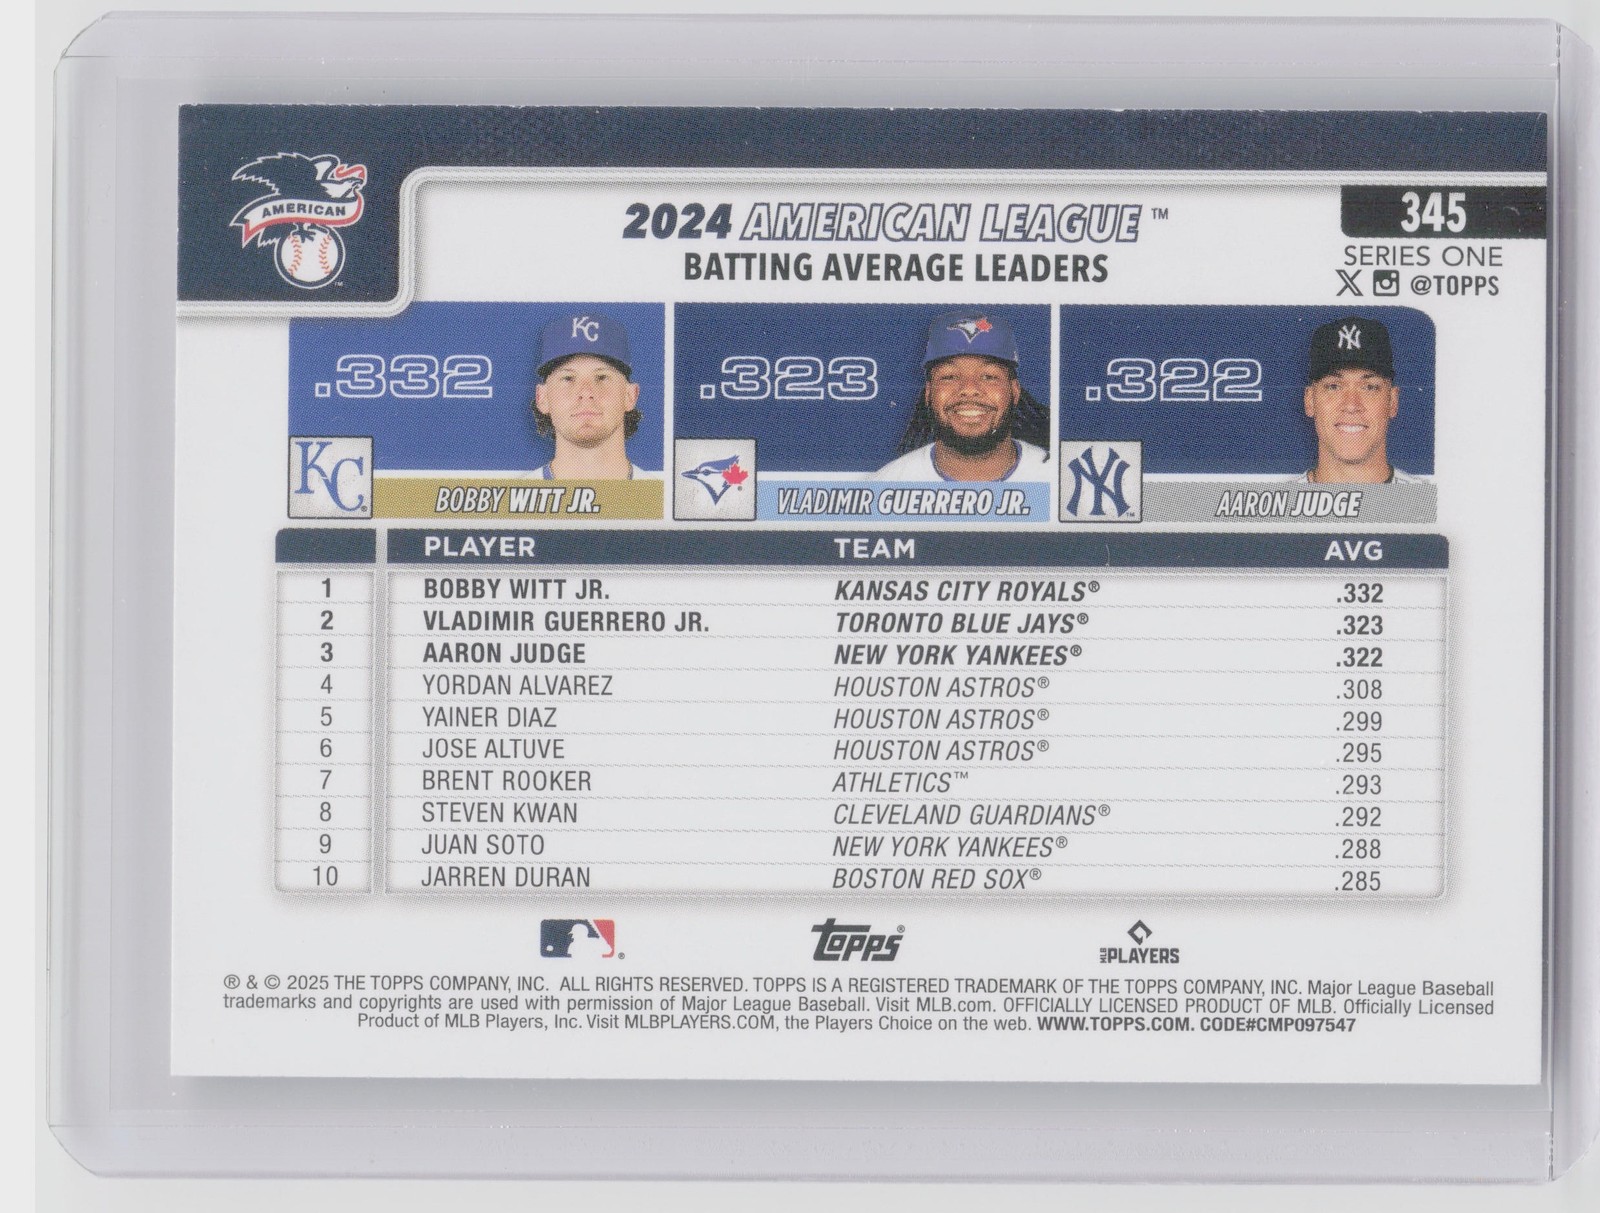 AMERICAN
2024 AMERICAN LEAGUE™
BATTING AVERAGE LEADERS
345
SERIES ONE
@TOPPS
.332
KC
KC
BOBBY WITT JR.
.323
VLADIMIR GUERRERO JR.
.322
NY
NY
AARON JUDGE
PLAYER TEAM AVG
1 BOBBY WITT JR. KANSAS CITY ROYALS® .332
2 VLADIMIR GUERRERO JR. TORONTO BLUE JAYS® .323
3 AARON JUDGE NEW YORK YANKEES® .322
4 YORDAN ALVAREZ HOUSTON ASTROS® .308
5 YAINER DIAZ HOUSTON ASTROS® .299
6 JOSE ALTUVE HOUSTON ASTROS® .295
7 BRENT ROOKER ATHLETICS™ .293
8 STEVEN KWAN CLEVELAND GUARDIANS® .292
9 JUAN SOTO NEW YORK YANKEES® .288
10 JARREN DURAN BOSTON RED SOX® .285
topps®
MLB PLAYERS
® & © 2025 THE TOPPS COMPANY, INC. ALL RIGHTS RESERVED. TOPPS IS A REGISTERED TRADEMARK OF THE TOPPS COMPANY, INC. Major League Baseball
trademarks and copyrights are used with permission of Major League Baseball. Visit MLB.com. OFFICIALLY LICENSED PRODUCT OF MLB. Officially Licensed
Product of MLB Players, Inc. Visit MLBPLAYERS.COM, the Players Choice on the web. WWW.TOPPS.COM. CODE#CMP097547